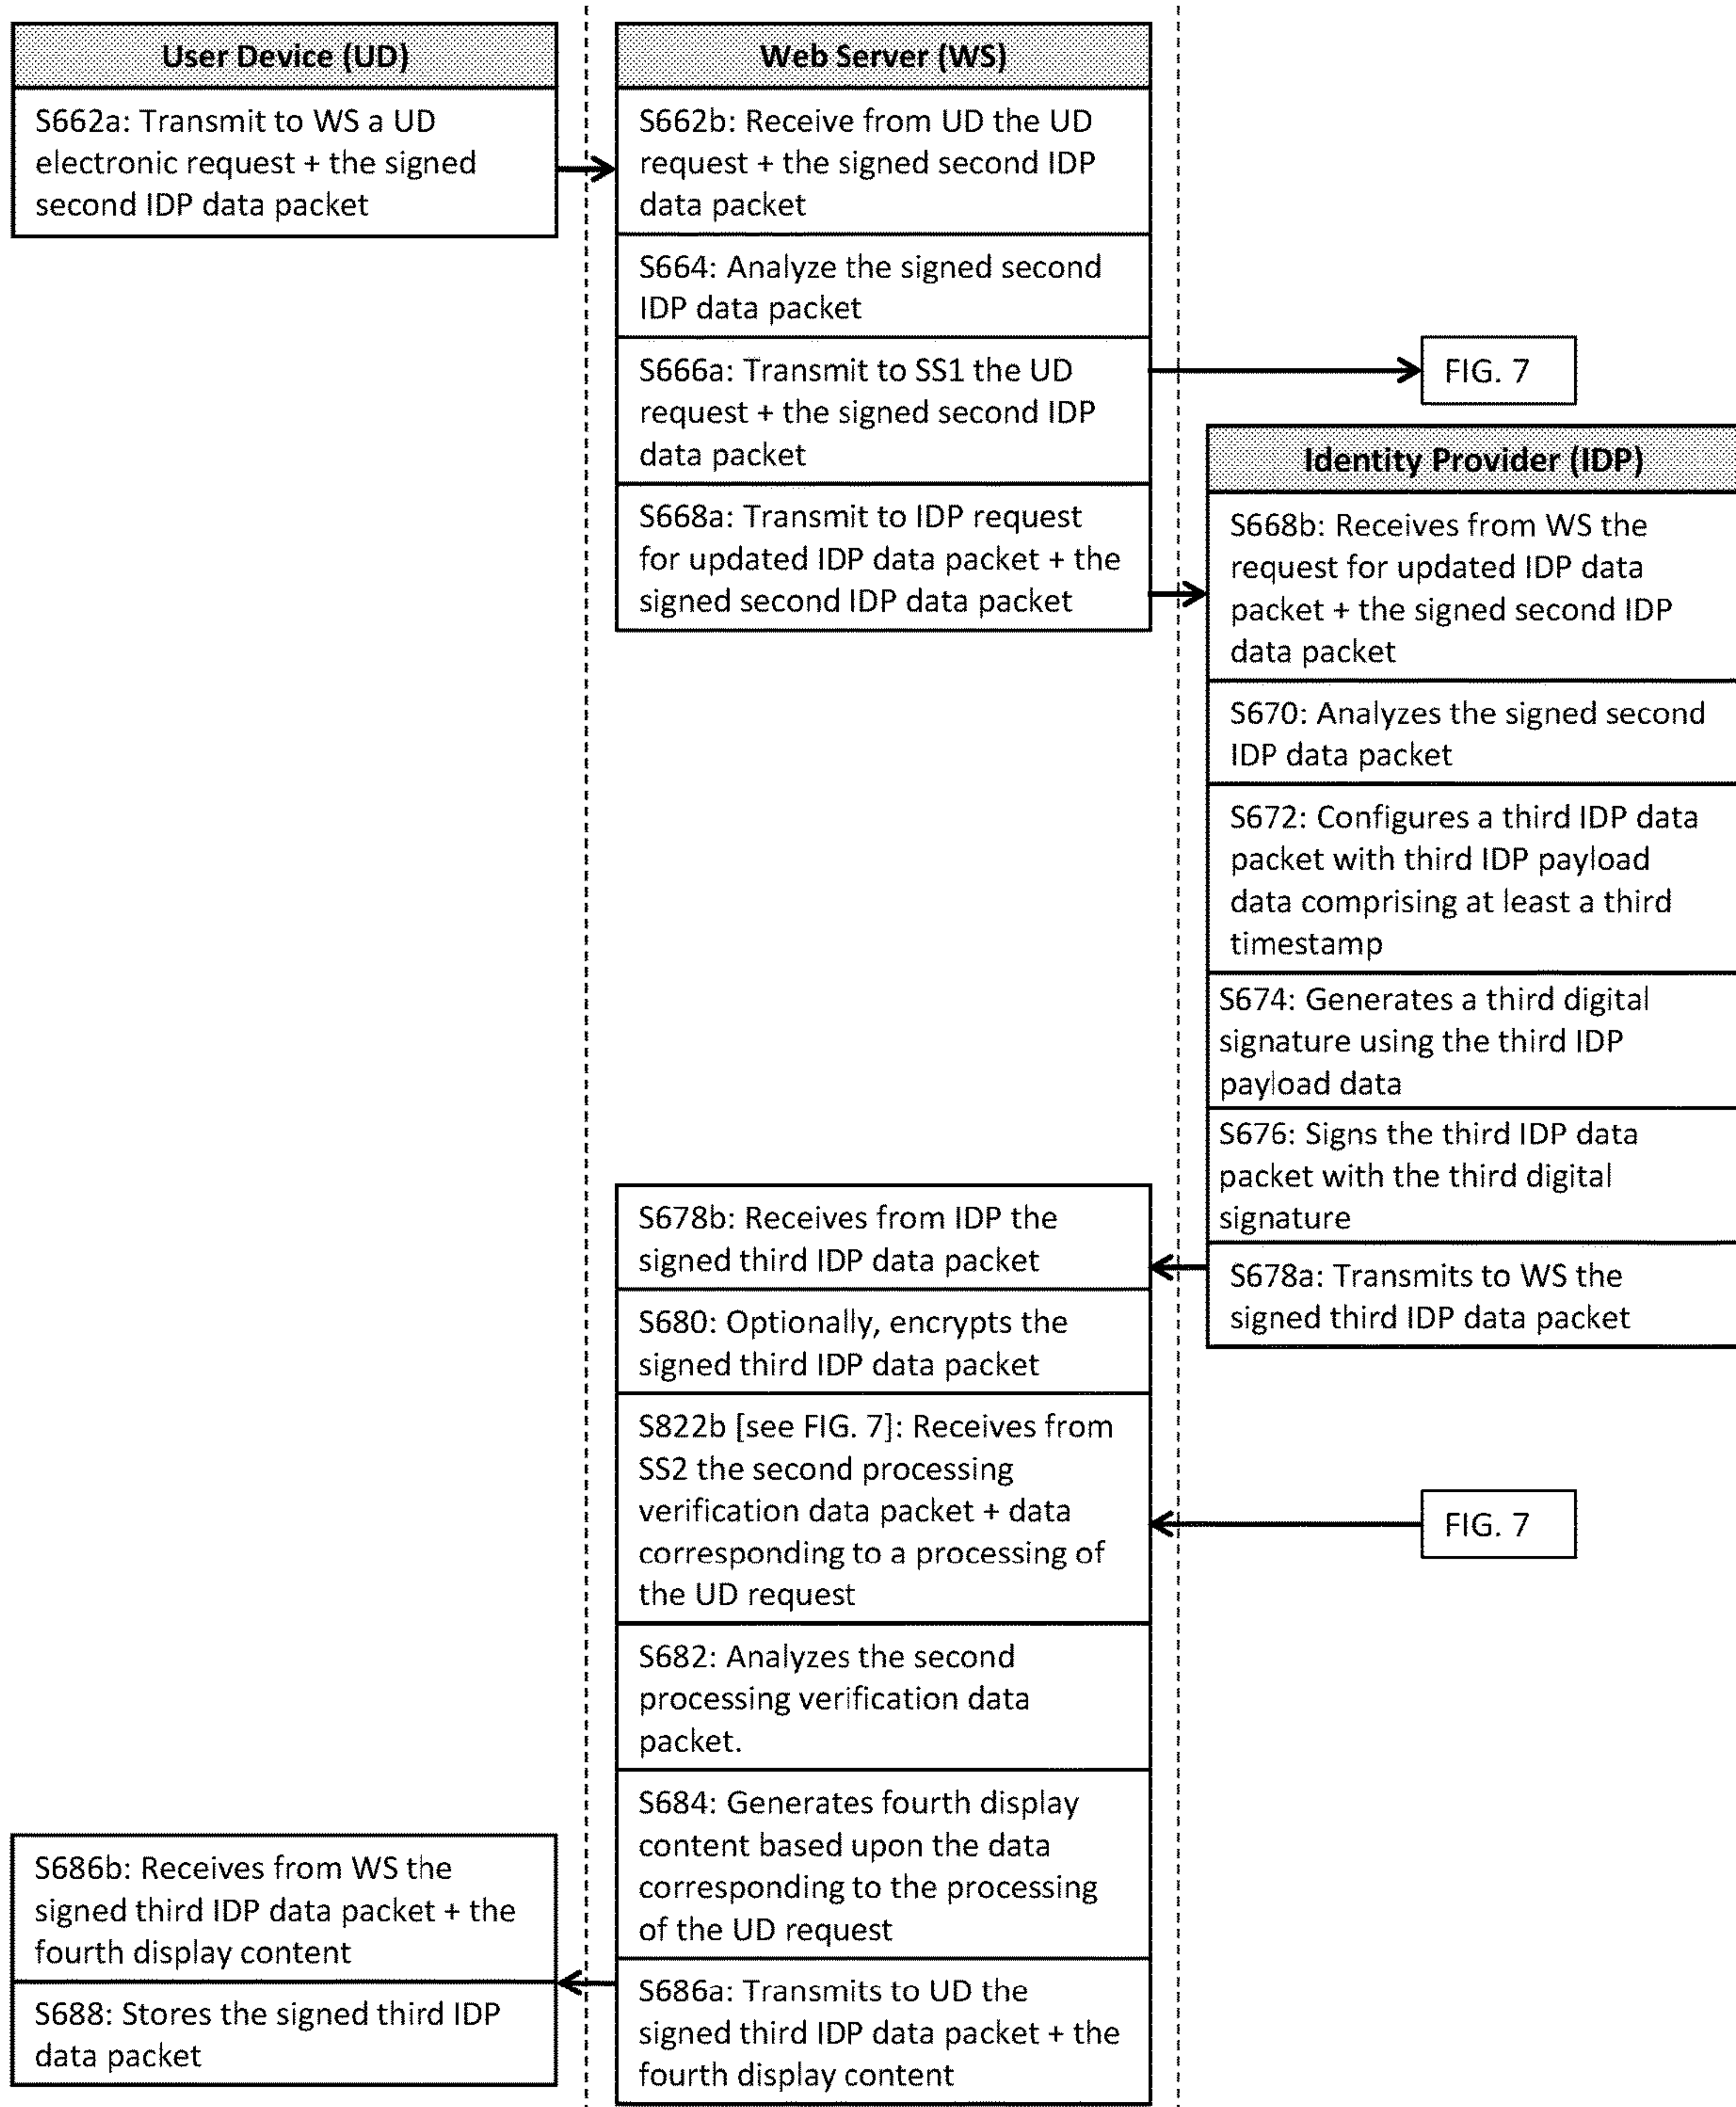 User Device (UD)
S662a: Transmit to WS a UD
electronic request + the signed
second IDP data packet
Web Server (WS)
S662b: Receive from UD the UD
request + the signed second IDP
data packet
S664: Analyze the signed second
IDP data packet
S666a: Transmit to SS1 the UD
request + the signed second IDP
data packet
FIG. 7
S668a: Transmit to IDP request
for updated IDP data packet + the
signed second IDP data packet
Identity Provider (IDP)
S668b: Receives from WS the
request for updated IDP data
packet + the signed second IDP
data packet
S670: Analyzes the signed second
IDP data packet
S672: Configures a third IDP data
packet with third IDP payload
data comprising at least a third
timestamp
S674: Generates a third digital
signature using the third IDP
payload data
S676: Signs the third IDP data
packet with the third digital
signature
S678a: Transmits to WS the
signed third IDP data packet
S678b: Receives from IDP the
signed third IDP data packet
S680: Optionally, encrypts the
signed third IDP data packet
S822b [see FIG. 7]: Receives from
SS2 the second processing
verification data packet + data
corresponding to a processing of
the UD request
FIG. 7
S682: Analyzes the second
processing verification data
packet.
S684: Generates fourth display
content based upon the data
corresponding to the processing
of the UD request
S686a: Transmits to UD the
signed third IDP data packet + the
fourth display content
S686b: Receives from WS the
signed third IDP data packet + the
fourth display content
S688: Stores the signed third IDP
data packet